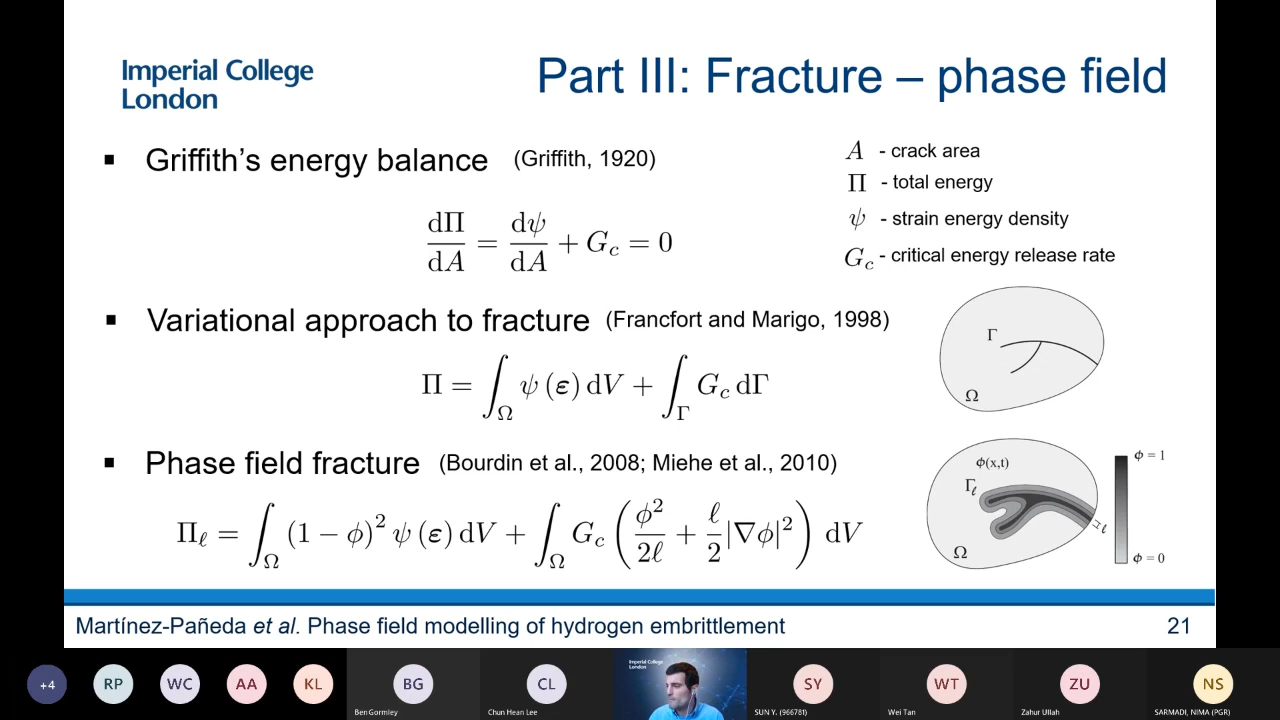 Imperial College
London
Part III: Fracture – phase field
▪ Griffith’s energy balance (Griffith, 1920)
A - crack area
Π - total energy
ψ - strain energy density
G_c - critical energy release rate
dΠ/dA = dψ/dA + G_c = 0
▪ Variational approach to fracture (Francfort and Marigo, 1998)
Π = ∫_Ω ψ (ε) dV + ∫_Γ G_c dΓ
Γ
Ω
▪ Phase field fracture (Bourdin et al., 2008; Miehe et al., 2010)
Π_ℓ = ∫_Ω (1 − ϕ)² ψ (ε) dV + ∫_Ω G_c (ϕ²/2ℓ + ℓ/2 |∇ϕ|²) dV
ϕ(x,t)
Γ_ℓ
Ω
ℓ
ϕ = 1
ϕ = 0
Martínez-Pañeda et al. Phase field modelling of hydrogen embrittlement
21
+4 RP WC AA KL BG CL SY WT ZU NS
Imperial College
London
Ben Gormley Chun Hean Lee SUN Y. (966781) Wei Tan Zahur Ullah SARMADI, NIMA (PGR)